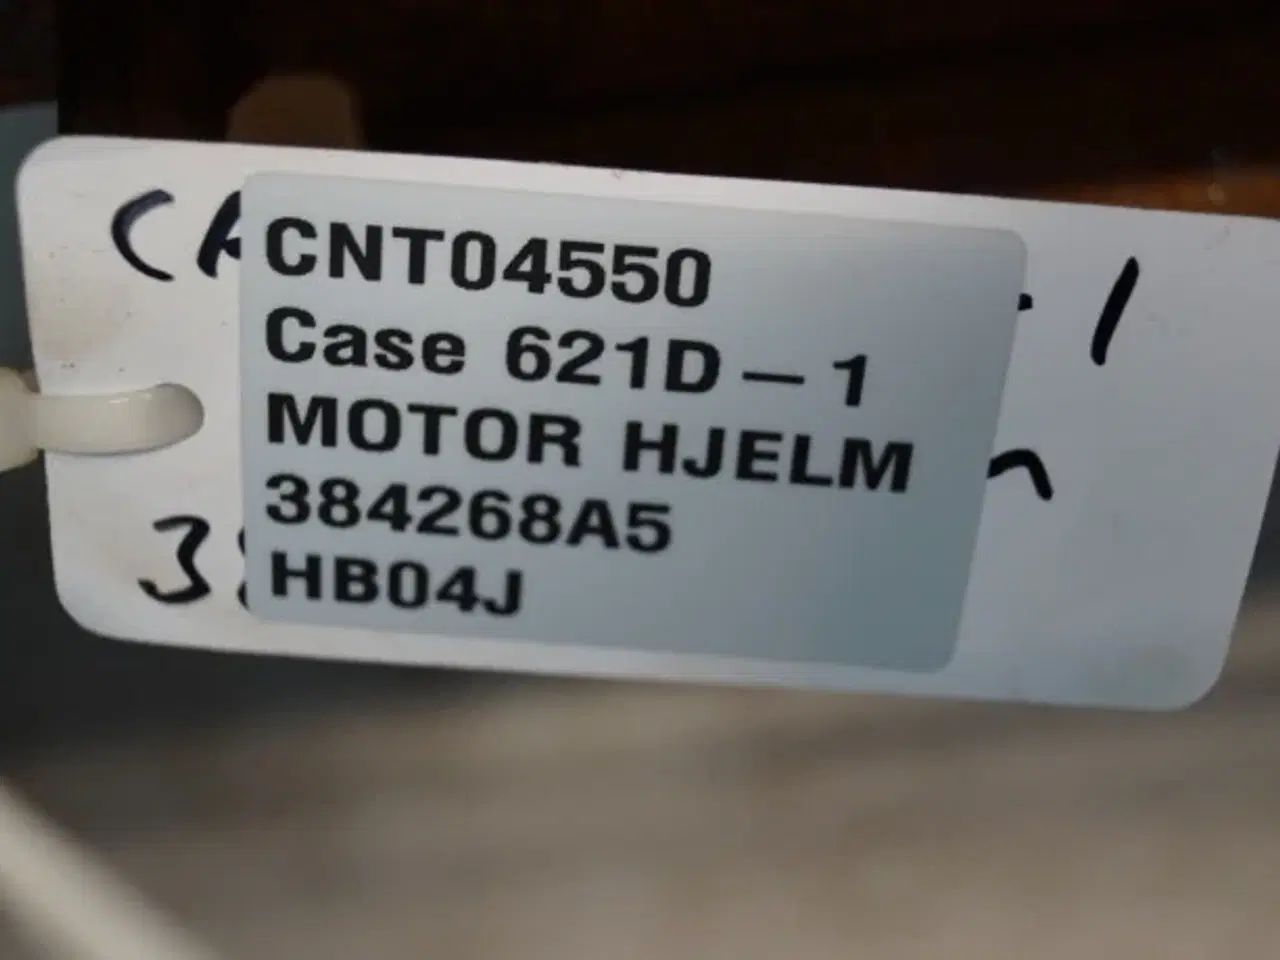 CNT04550
Case 621D – 1
MOTOR HJELM
384268A5
HB04J